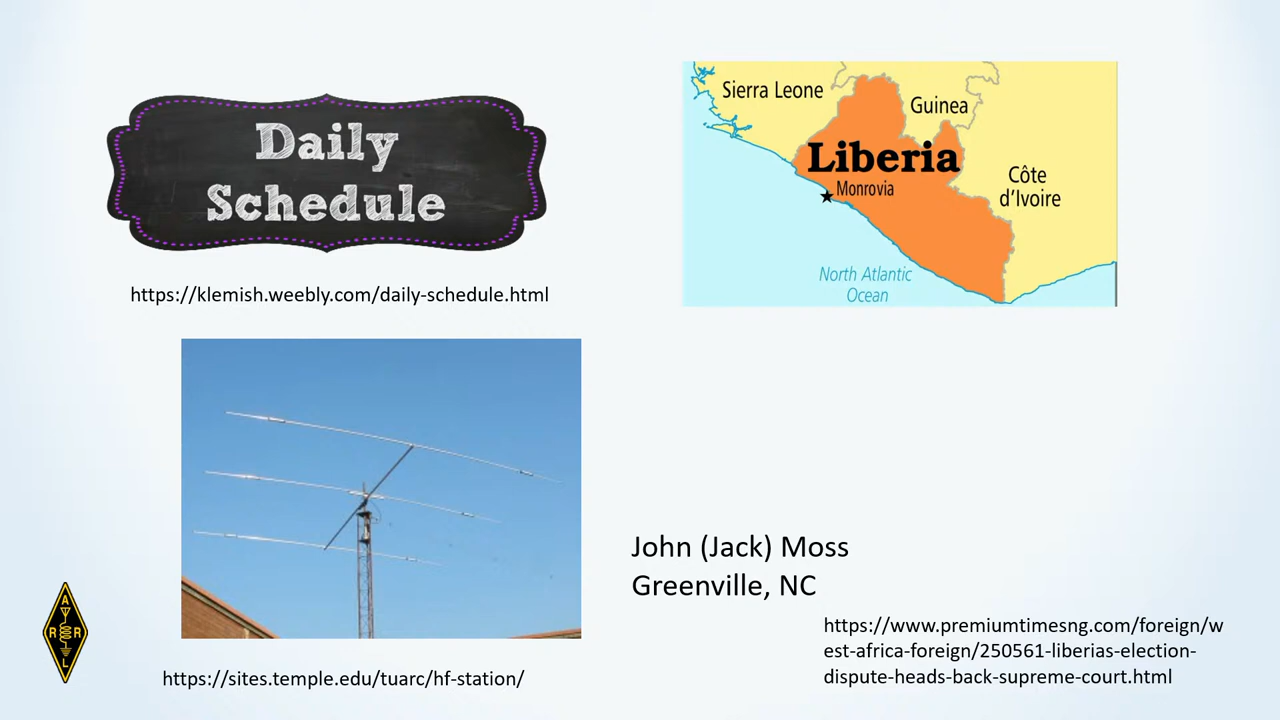 Daily
Schedule
https://klemish.weebly.com/daily-schedule.html
Sierra Leone
Guinea
Liberia
Monrovia
Côte
d'Ivoire
North Atlantic
Ocean
John (Jack) Moss
Greenville, NC
https://www.premiumtimesng.com/foreign/w
est-africa-foreign/250561-liberias-election-
dispute-heads-back-supreme-court.html
A
R R
L
https://sites.temple.edu/tuarc/hf-station/